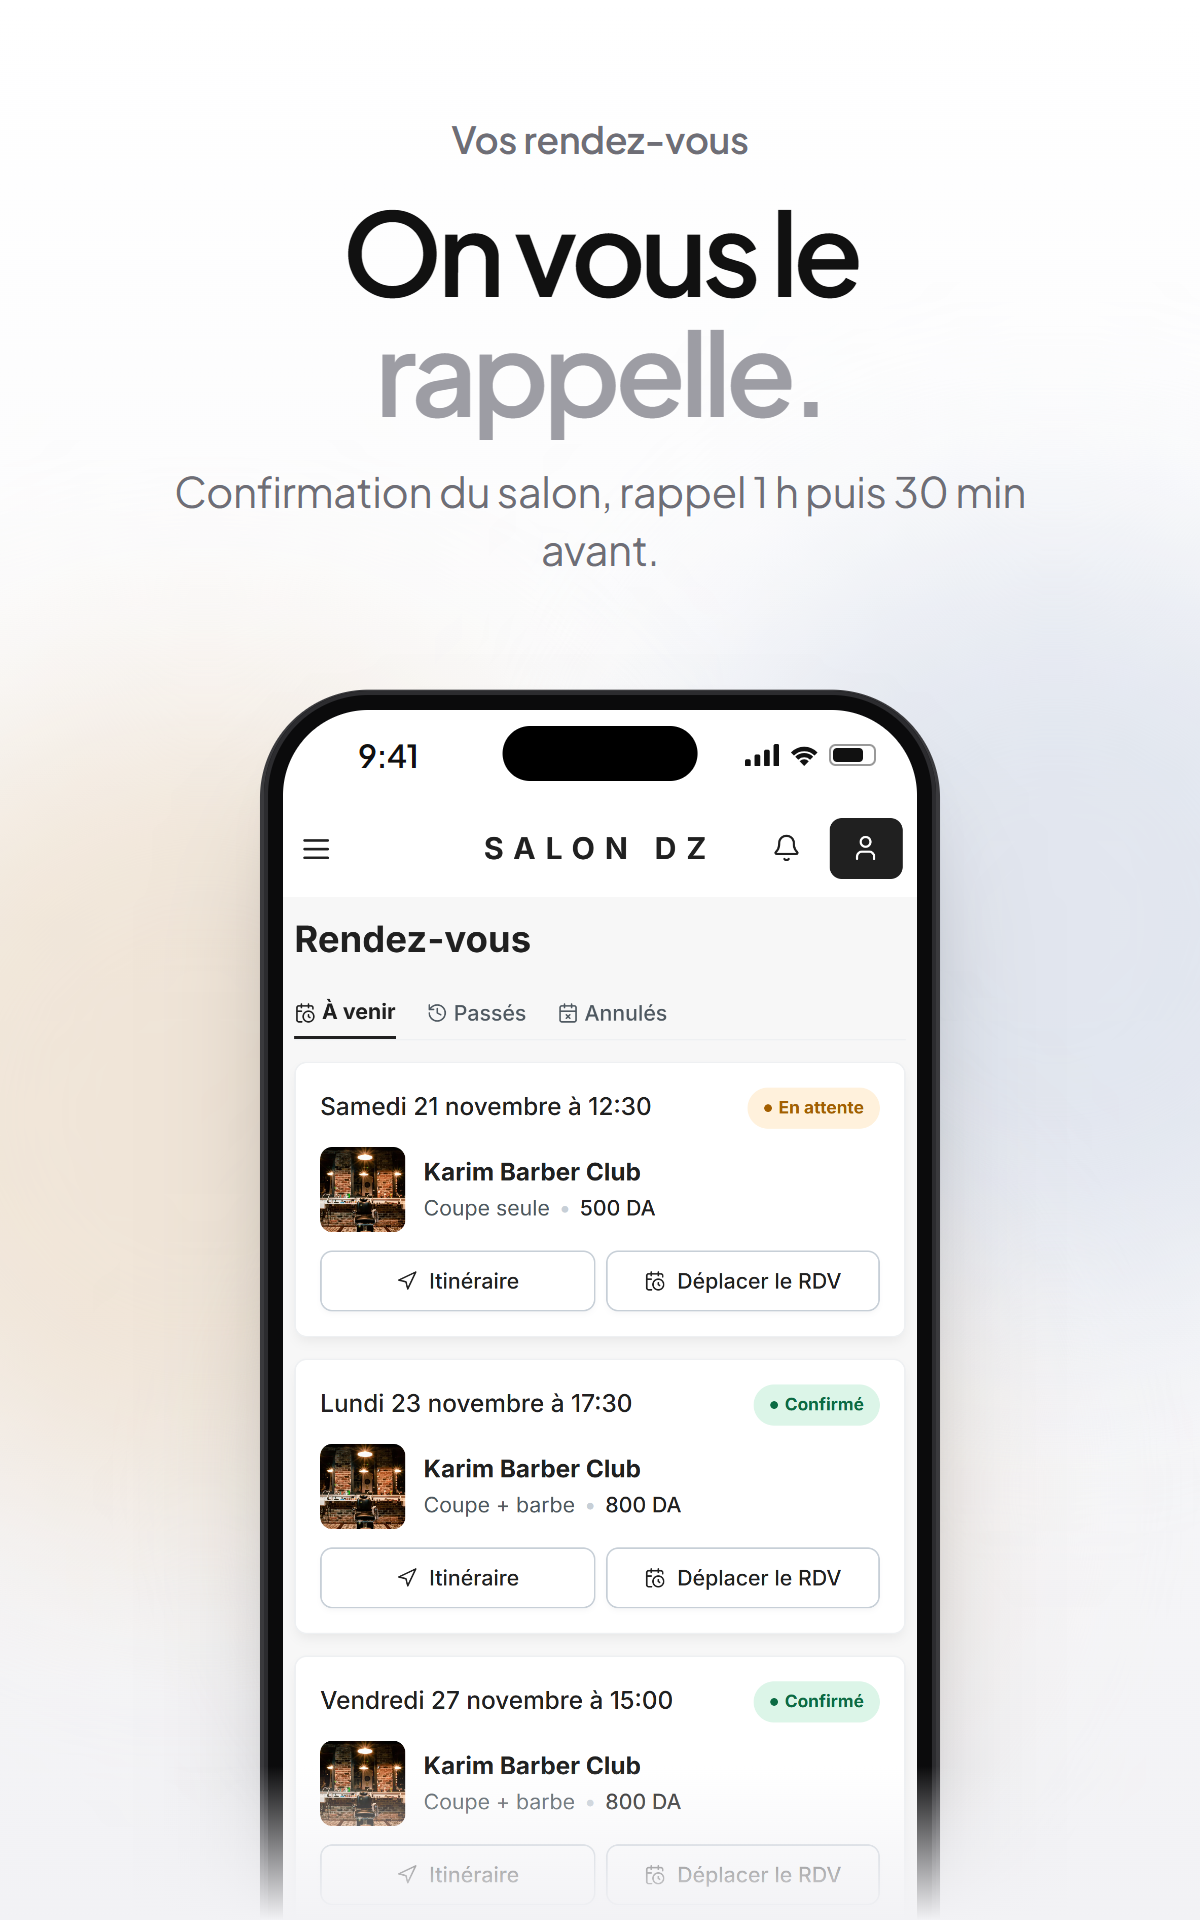 Vos rendez-vous
On vous le
rappelle.
Confirmation du salon, rappel 1 h puis 30 min
avant.
9:41
SALON DZ
Rendez-vous
À venir Passés Annulés
Samedi 21 novembre à 12:30 • En attente
Karim Barber Club
Coupe seule • 500 DA
Itinéraire Déplacer le RDV
Lundi 23 novembre à 17:30 • Confirmé
Karim Barber Club
Coupe + barbe • 800 DA
Itinéraire Déplacer le RDV
Vendredi 27 novembre à 15:00 • Confirmé
Karim Barber Club
Coupe + barbe • 800 DA
Itinéraire Déplacer le RDV